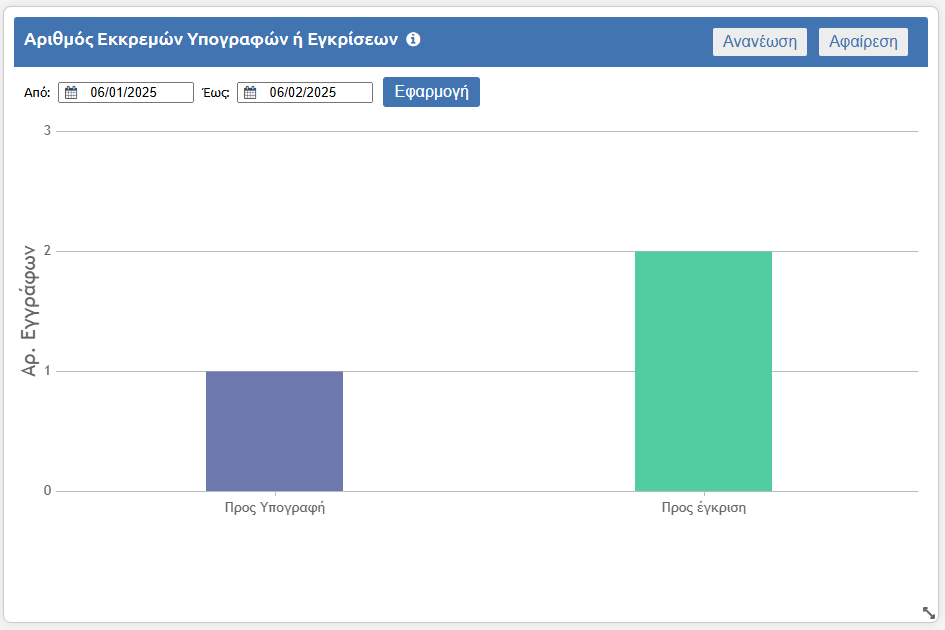 Αριθμός Εκκρεμών Υπογραφών ή Εγκρίσεων
Ανανέωση Αφαίρεση
Από: 06/01/2025 Έως: 06/02/2025 Εφαρμογή
3
2
1
0
Αρ. Εγγράφων
Προς Υπογραφή Προς έγκριση